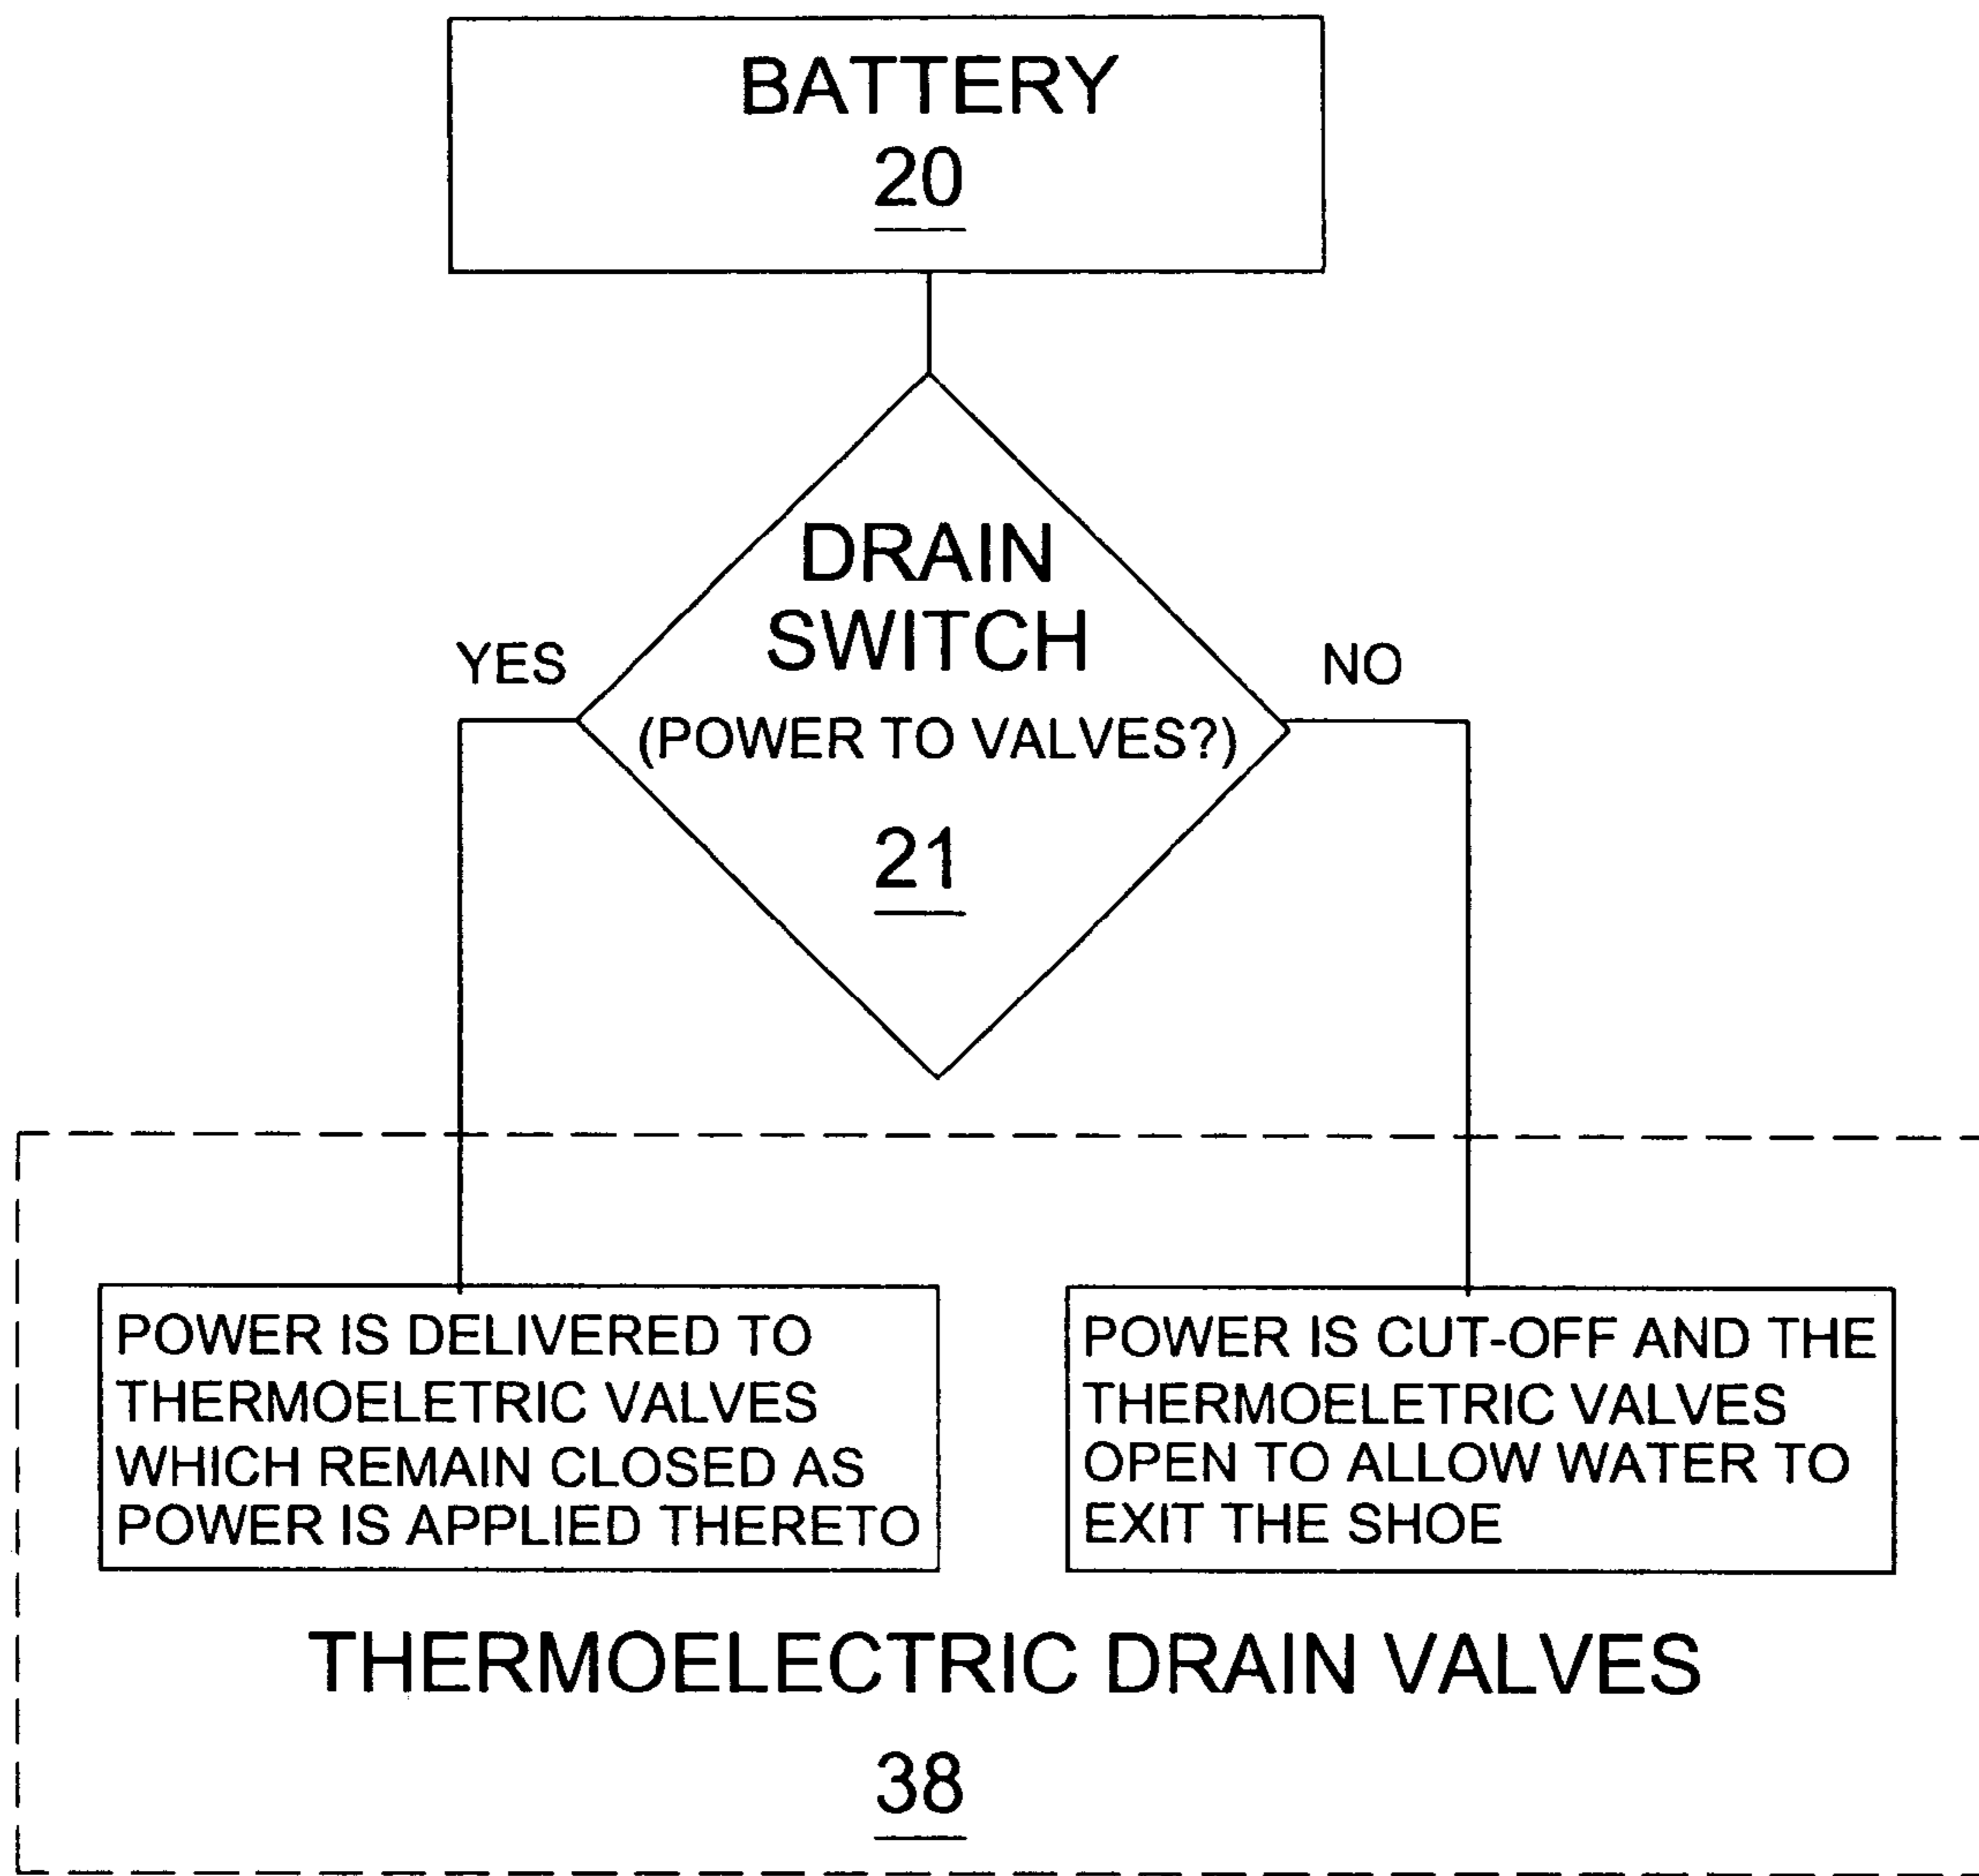 BATTERY
20
DRAIN
SWITCH
(POWER TO VALVES?)
21
YES
NO
POWER IS DELIVERED TO
THERMOELETRIC VALVES
WHICH REMAIN CLOSED AS
POWER IS APPLIED THERETO
POWER IS CUT-OFF AND THE
THERMOELETRIC VALVES
OPEN TO ALLOW WATER TO
EXIT THE SHOE
THERMOELECTRIC DRAIN VALVES
38